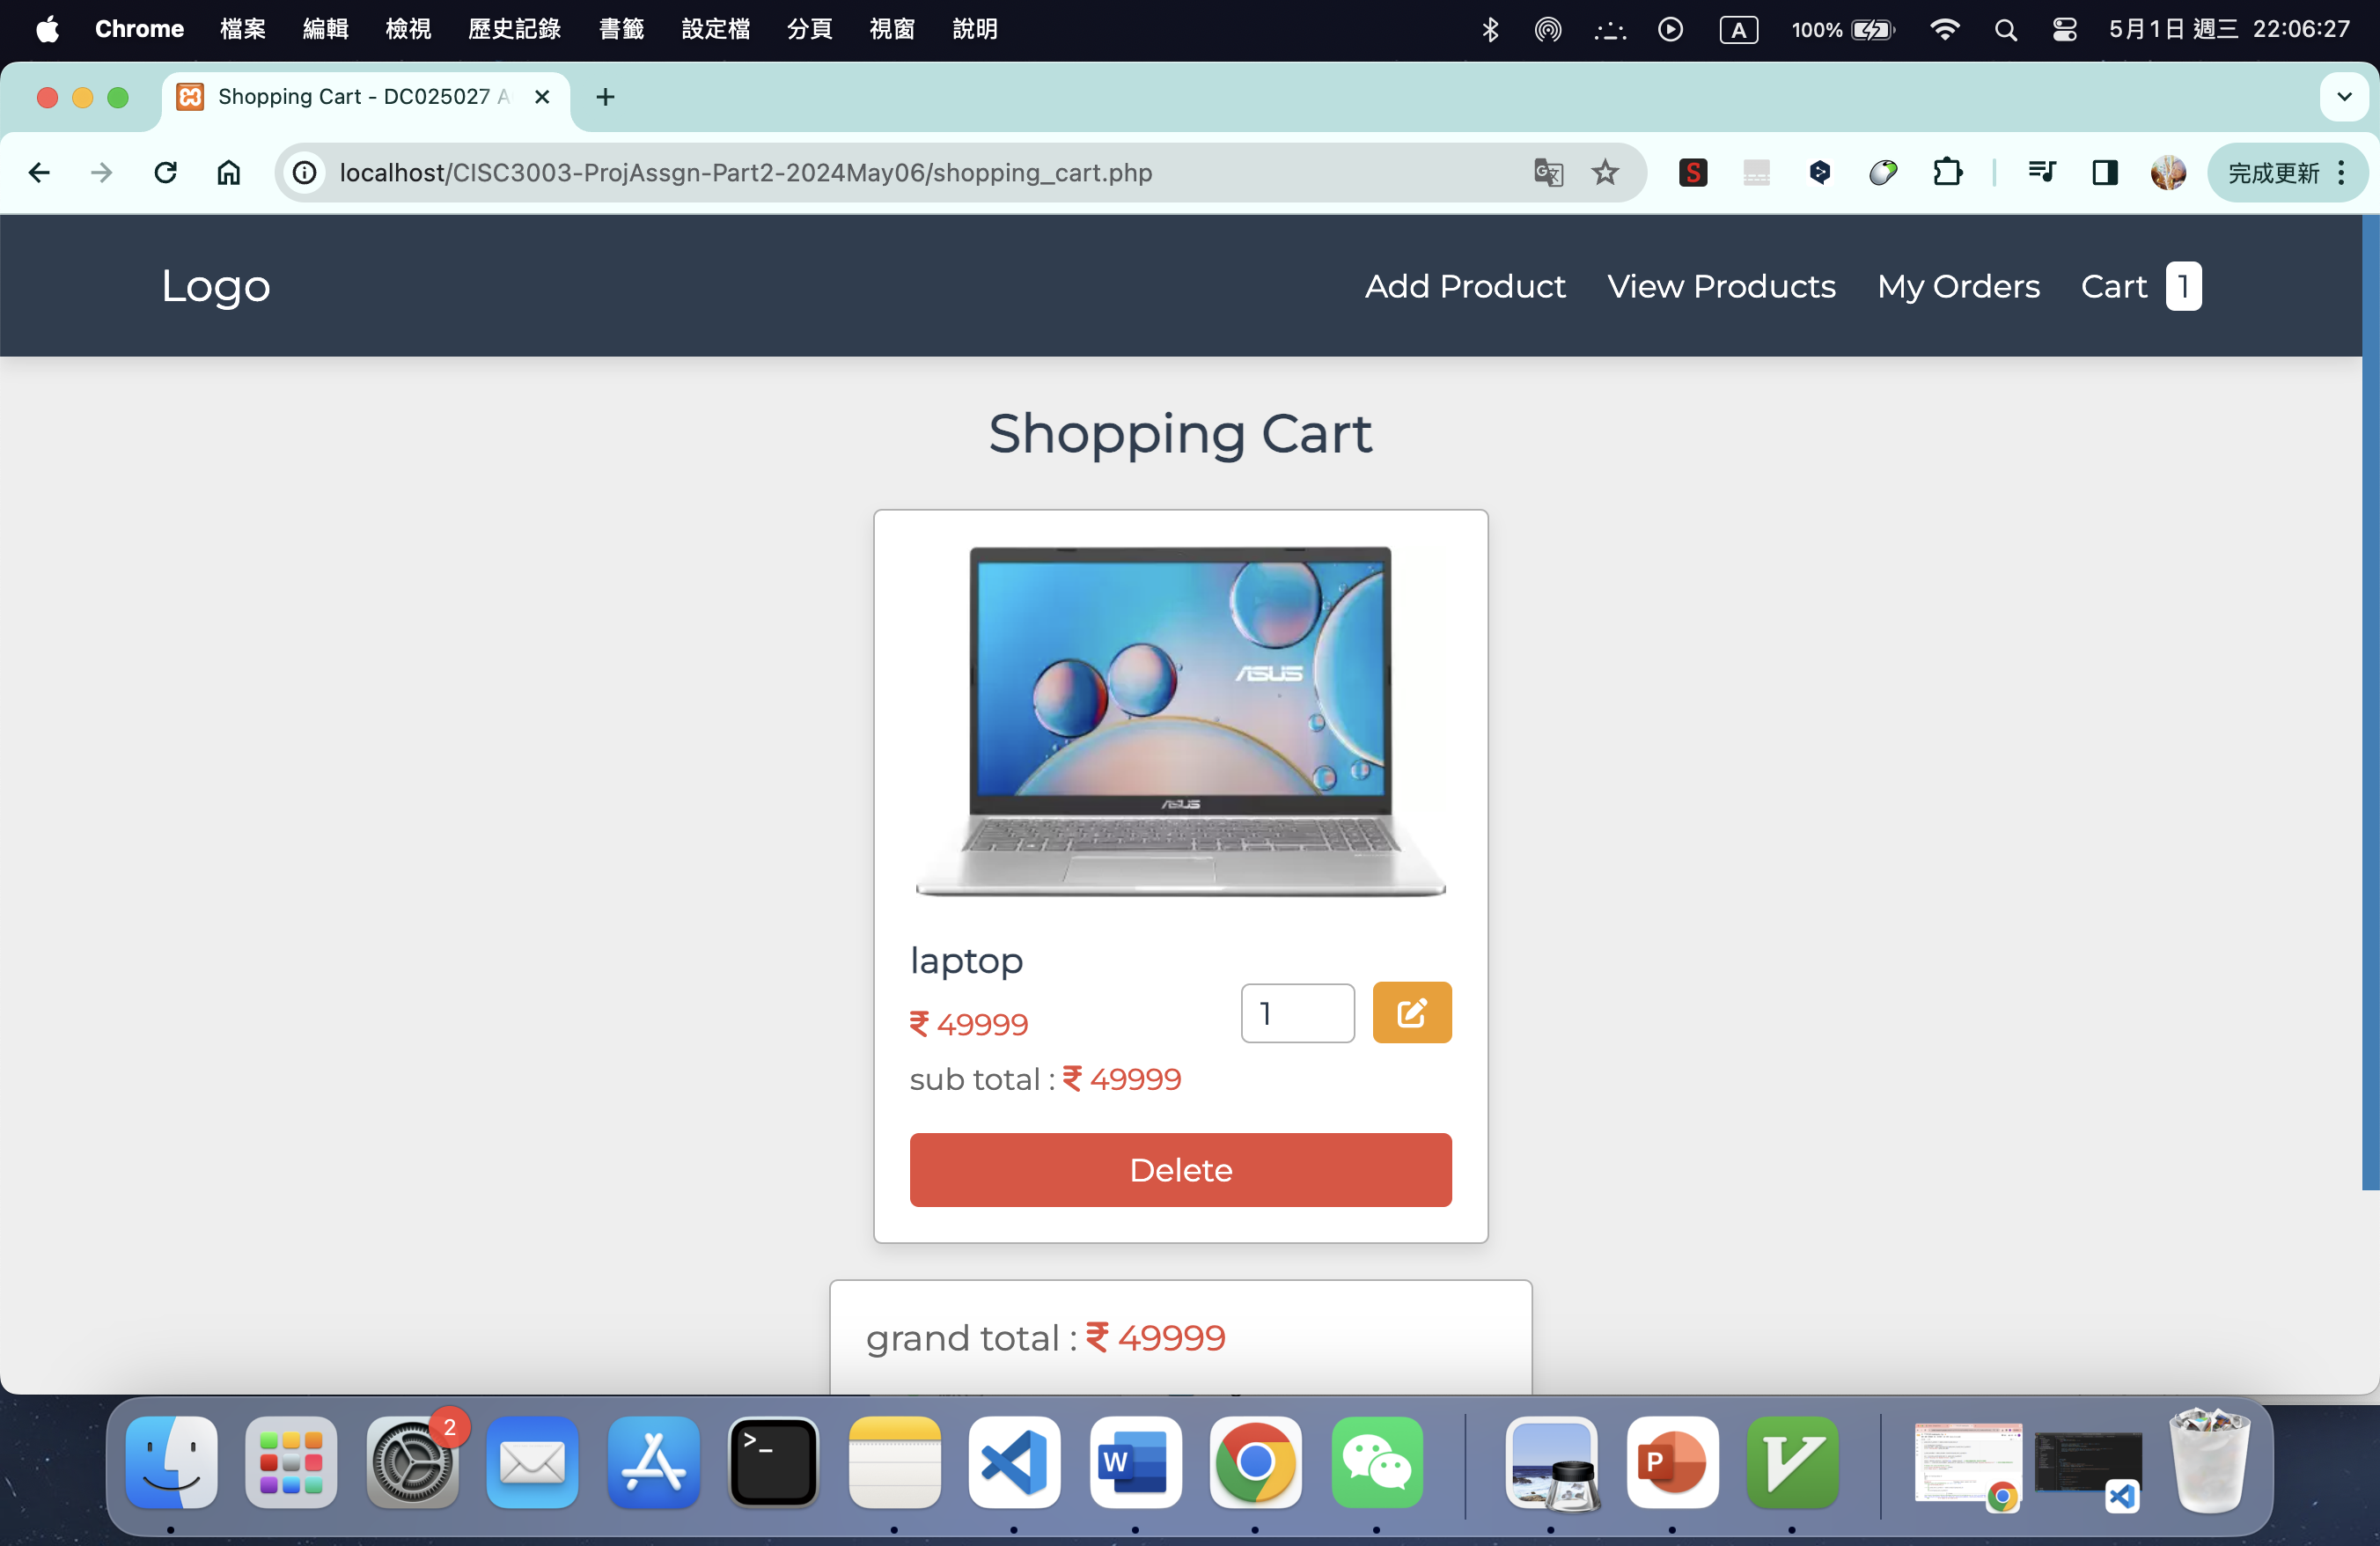 Chrome 檔案 編輯 檢視 歷史記錄 書籤 設定檔 分頁 視窗 說明 A 100% 5月1日 週三 22:06:27
Shopping Cart - DC025027 A
localhost/CISC3003-ProjAssgn-Part2-2024May06/shopping_cart.php S 完成更新
Logo Add Product View Products My Orders Cart 1
Shopping Cart
ASUS
ASUS
laptop
₹ 49999 1
sub total : ₹ 49999
Delete
grand total : ₹ 49999
2
>_ W P V